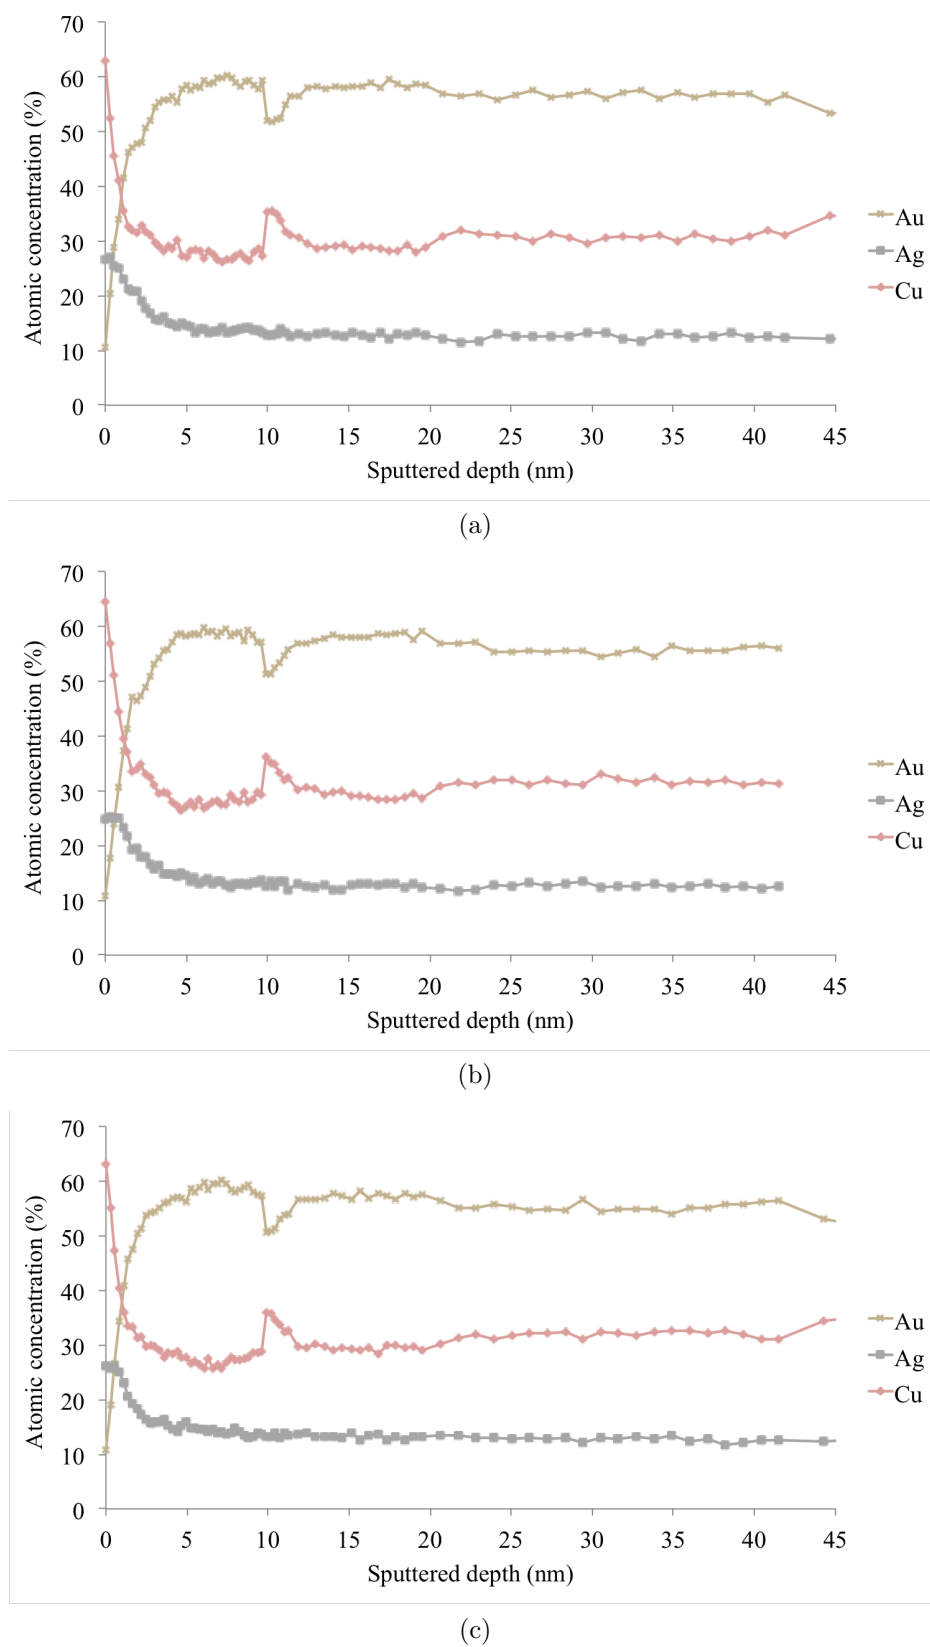 70
60
50
40
30
20
10
0
Atomic concentration (%)
0 5 10 15 20 25 30 35 40 45
Sputtered depth (nm)
Au
Ag
Cu
(a)
70
60
50
40
30
20
10
0
Atomic concentration (%)
0 5 10 15 20 25 30 35 40 45
Sputtered depth (nm)
Au
Ag
Cu
(b)
70
60
50
40
30
20
10
0
Atomic concentration (%)
0 5 10 15 20 25 30 35 40 45
Sputtered depth (nm)
Au
Ag
Cu
(c)